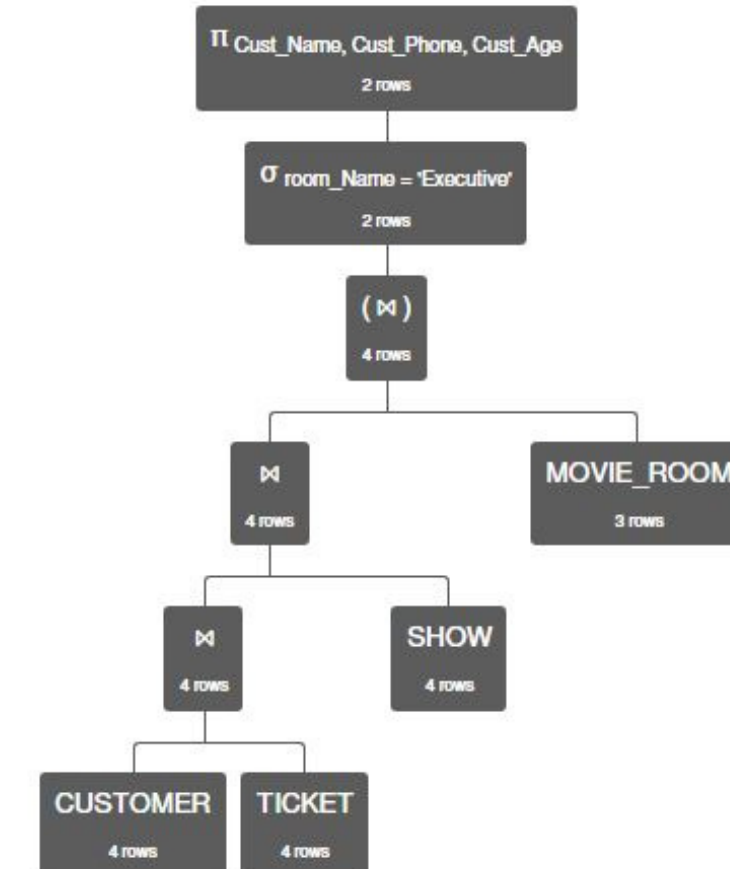 π Cust_Name, Cust_Phone, Cust_Age
2 rows
σ room_Name = 'Executive'
2 rows
( ⋈ )
4 rows
⋈
4 rows
MOVIE_ROOM
3 rows
⋈
4 rows
SHOW
4 rows
CUSTOMER
4 rows
TICKET
4 rows